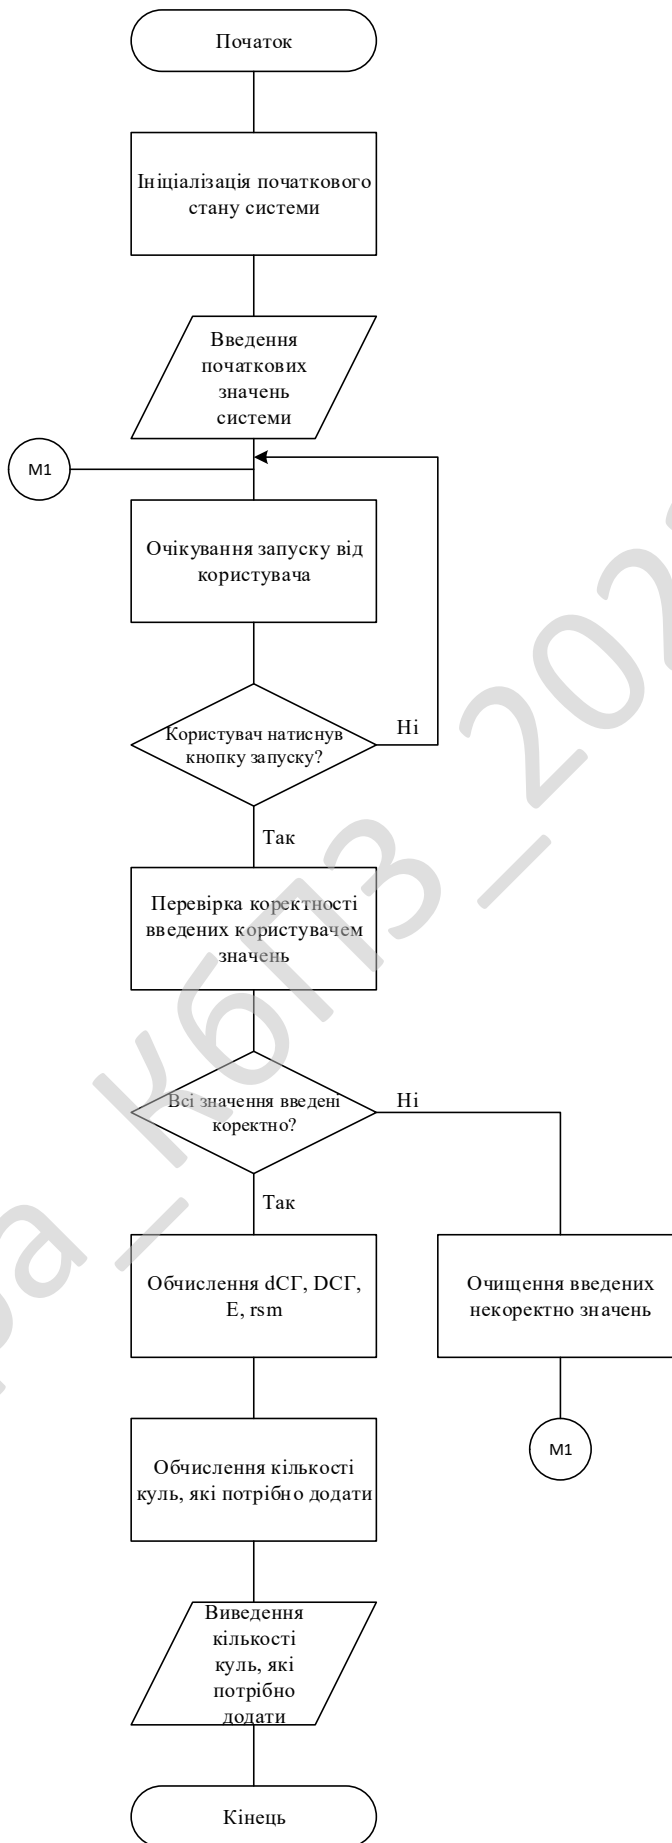 Початок
Ініціалізація початкового
стану системи
Введення
початкових
значень
системи
М1
Очікування запуску від
користувача
Користувач натиснув
кнопку запуску?
Ні
Так
Перевірка коректності
введених користувачем
значень
Всі значення введені
коректно?
Ні
Так
Обчислення dСГ, DСГ,
E, rsm
Очищення введених
некоректно значень
Обчислення кількості
куль, які потрібно додати
М1
Виведення
кількості
куль, які
потрібно
додати
Кінець